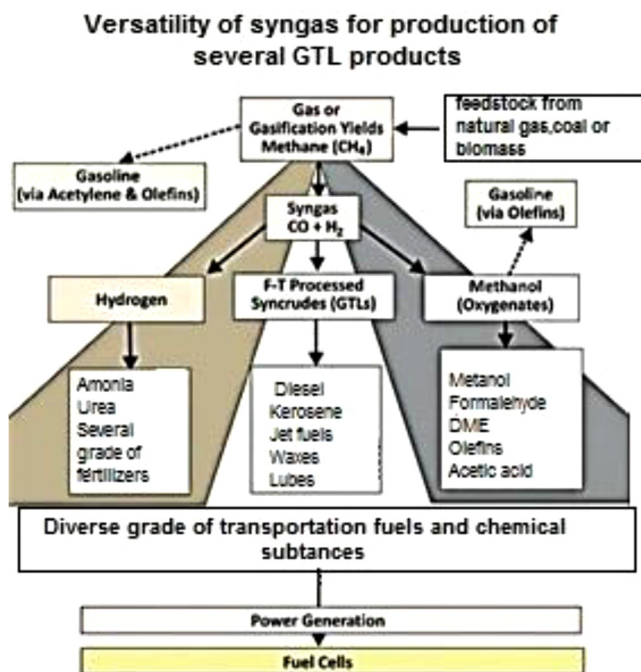 Versatility of syngas for production of
several GTL products
Gas or
Gasification Yields
Methane (CH₄)
feedstock from
natural gas,coal or
biomass
Gasoline
(via Acetylene & Olefins)
Gasoline
(via Olefins)
Syngas
CO + H₂
Hydrogen
F-T Processed
Syncrudes (GTLs)
Methanol
(Oxygenates)
Amonia
Urea
Several
grade of
fertilizers
Diesel
Kerosene
Jet fuels
Waxes
Lubes
Metanol
Formalehyde
DME
Olefins
Acetic acid
Diverse grade of transportation fuels and chemical
subtances
Power Generation
Fuel Cells